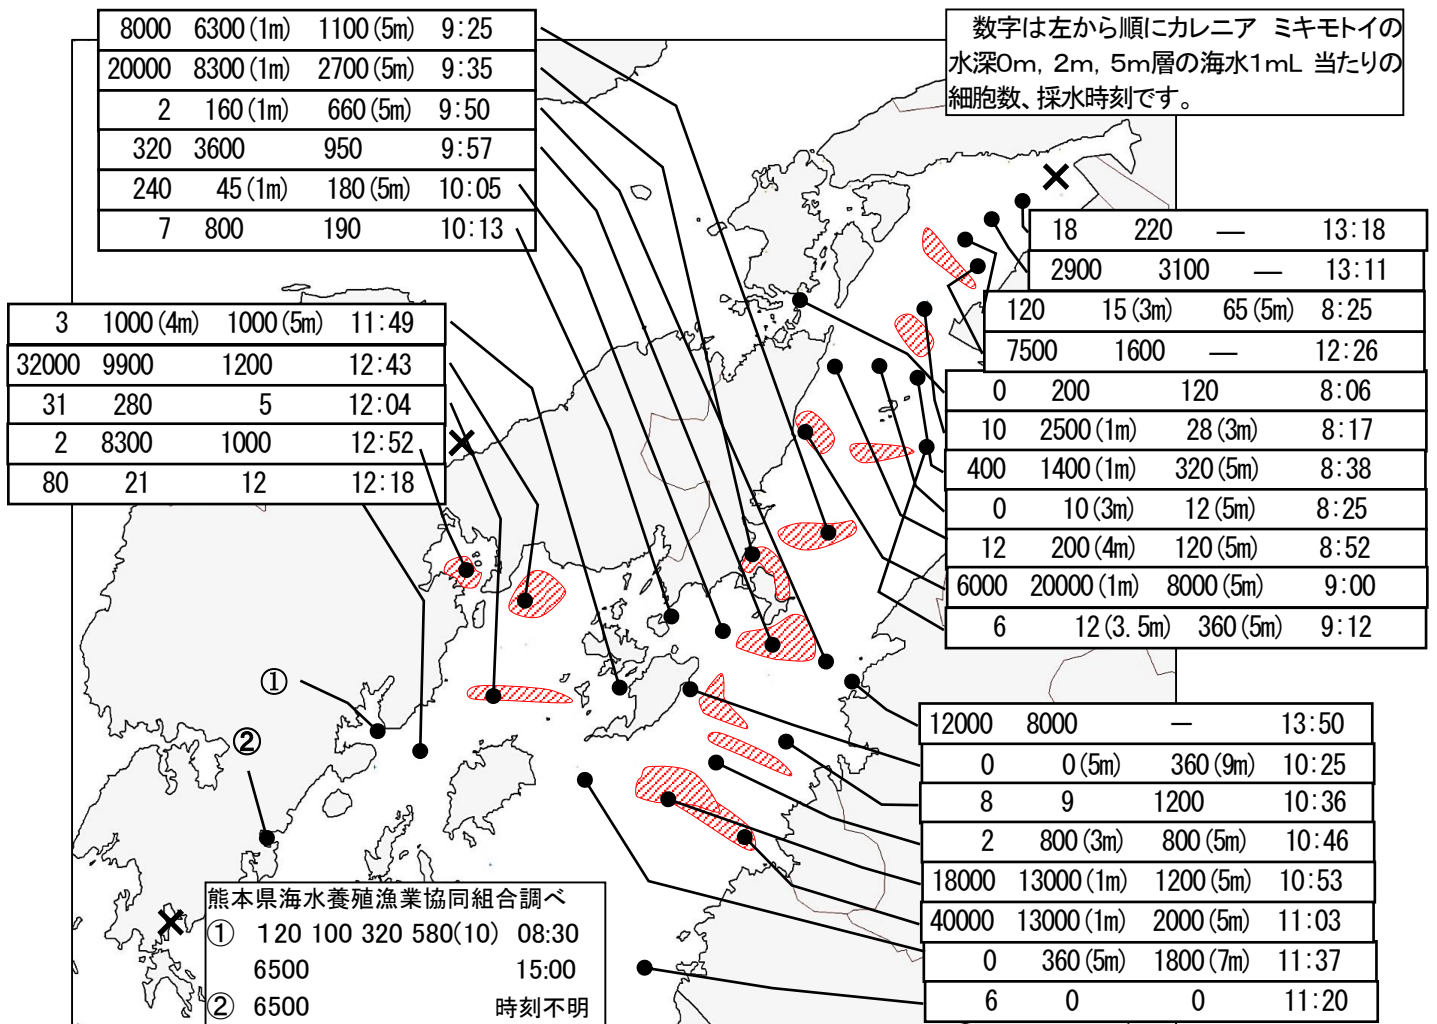 8000 6300(1m) 1100(5m) 9:25
20000 8300(1m) 2700(5m) 9:35
2 160(1m) 660(5m) 9:50
320 3600 950 9:57
240 45(1m) 180(5m) 10:05
7 800 190 10:13
数字は左から順にカレニア ミキモトイの
水深0m, 2m, 5m層の海水1mL 当たりの
細胞数、採水時刻です。
18 220 — 13:18
2900 3100 — 13:11
120 15(3m) 65(5m) 8:25
7500 1600 — 12:26
0 200 120 8:06
10 2500(1m) 28(3m) 8:17
400 1400(1m) 320(5m) 8:38
0 10(3m) 12(5m) 8:25
12 200(4m) 120(5m) 8:52
6000 20000(1m) 8000(5m) 9:00
6 12(3.5m) 360(5m) 9:12
3 1000(4m) 1000(5m) 11:49
32000 9900 1200 12:43
31 280 5 12:04
2 8300 1000 12:52
80 21 12 12:18
①
②
12000 8000 — 13:50
0 0(5m) 360(9m) 10:25
8 9 1200 10:36
2 800(3m) 800(5m) 10:46
18000 13000(1m) 1200(5m) 10:53
40000 13000(1m) 2000(5m) 11:03
0 360(5m) 1800(7m) 11:37
6 0 0 11:20
熊本県海水養殖漁業協同組合調べ
① 120 100 320 580(10) 08:30
6500 15:00
② 6500 時刻不明